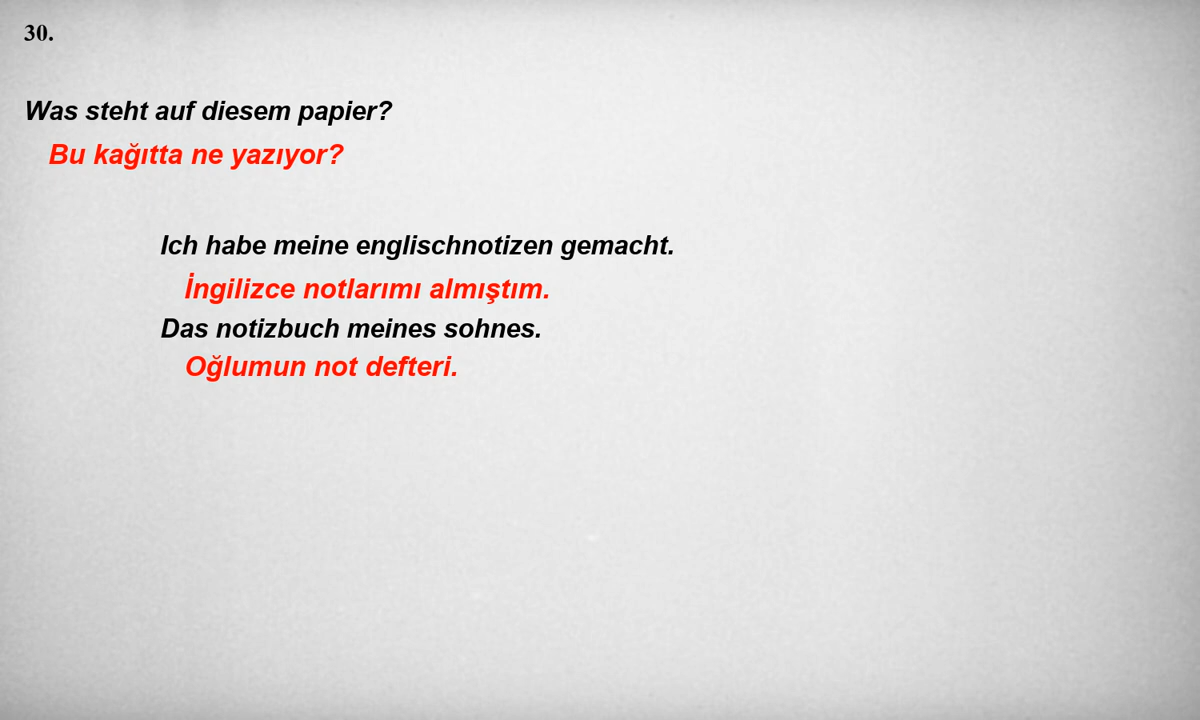 30.
Was steht auf diesem papier?
Bu kağıtta ne yazıyor?
Ich habe meine englischnotizen gemacht.
İngilizce notlarımı almıştım.
Das notizbuch meines sohnes.
Oğlumun not defteri.